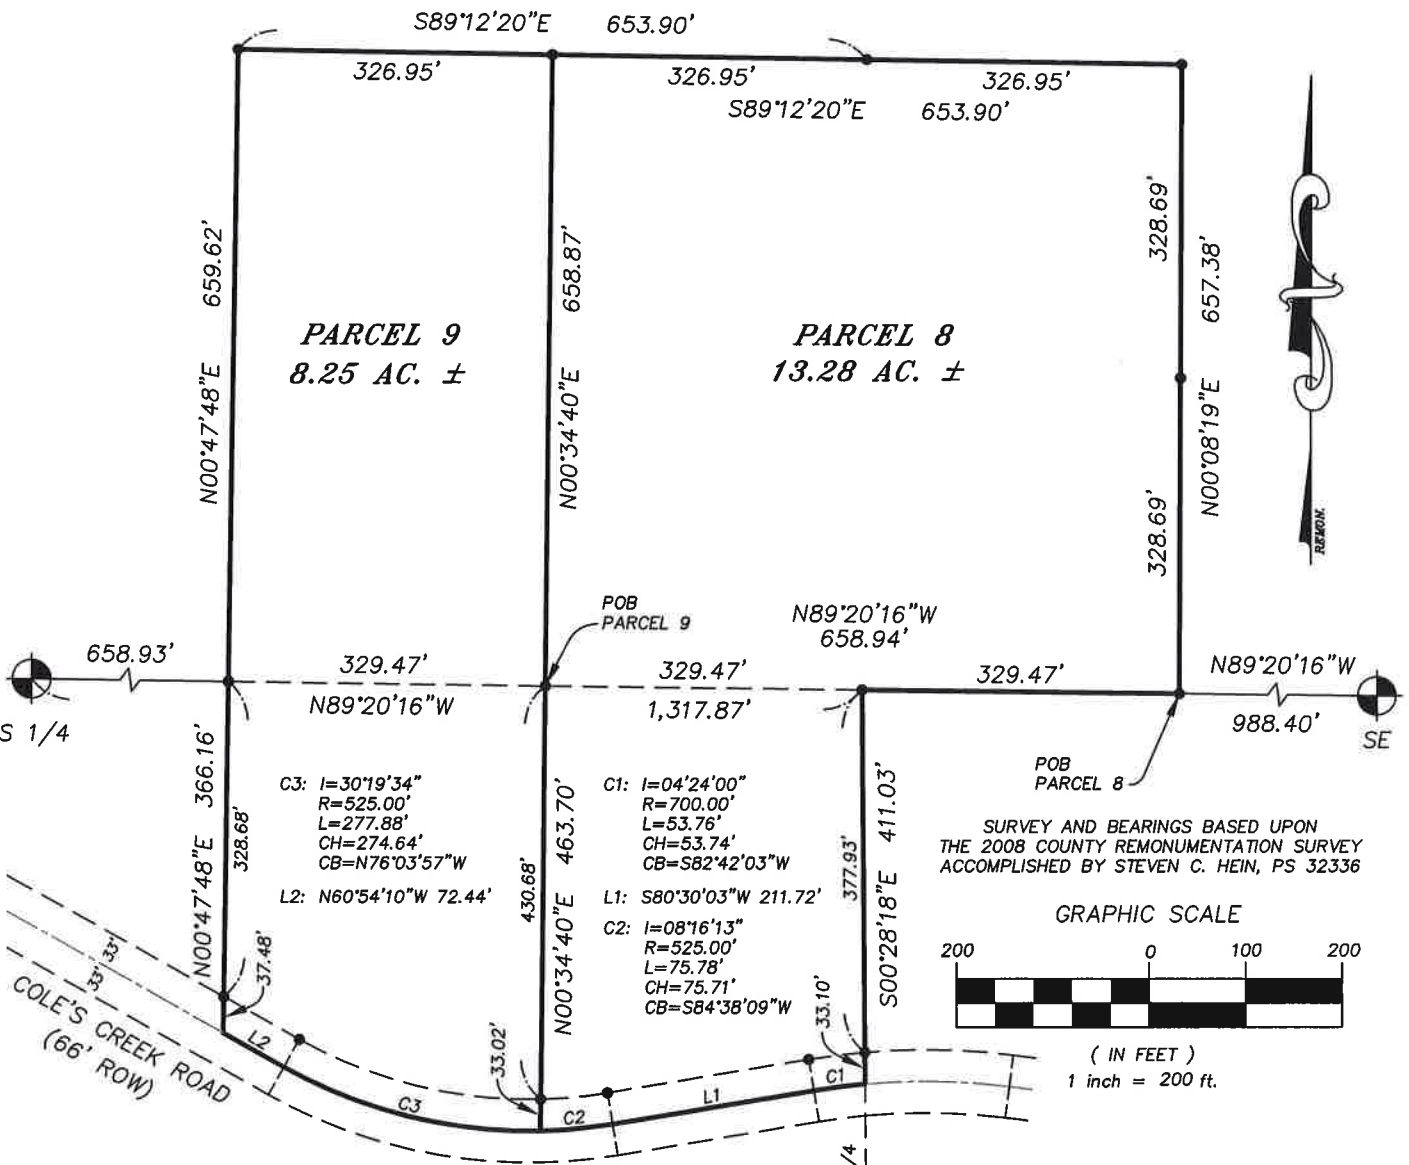 S89°12'20"E 653.90'
326.95'
326.95'
326.95'
S89°12'20"E 653.90'
N00°47'48"E 659.62'
N00°34'40"E 658.87'
328.69'
N00°08'19"E 657.38'
328.69'
PARCEL 9
8.25 AC. ±
PARCEL 8
13.28 AC. ±
REMON.
POB
PARCEL 9
N89°20'16"W
658.94'
658.93'
329.47'
329.47'
329.47'
N89°20'16"W
N89°20'16"W
1,317.87'
988.40'
S 1/4
SE
POB
PARCEL 8
N00°47'48"E 366.16'
328.68'
C3: I=30°19'34"
R=525.00'
L=277.88'
CH=274.64'
CB=N76°03'57"W
L2: N60°54'10"W 72.44'
430.68'
N00°34'40"E 463.70'
C1: I=04°24'00"
R=700.00'
L=53.76'
CH=53.74'
CB=S82°42'03"W
L1: S80°30'03"W 211.72'
C2: I=08°16'13"
R=525.00'
L=75.78'
CH=75.71'
CB=S84°38'09"W
377.93'
S00°28'18"E 411.03'
SURVEY AND BEARINGS BASED UPON
THE 2008 COUNTY REMONUMENTATION SURVEY
ACCOMPLISHED BY STEVEN C. HEIN, PS 32336
GRAPHIC SCALE
200 0 100 200
( IN FEET )
1 inch = 200 ft.
33' 33'
37.48'
33.02'
33.10'
COLE'S CREEK ROAD
(66' ROW)
L2
C3
C2
L1
C1
/4